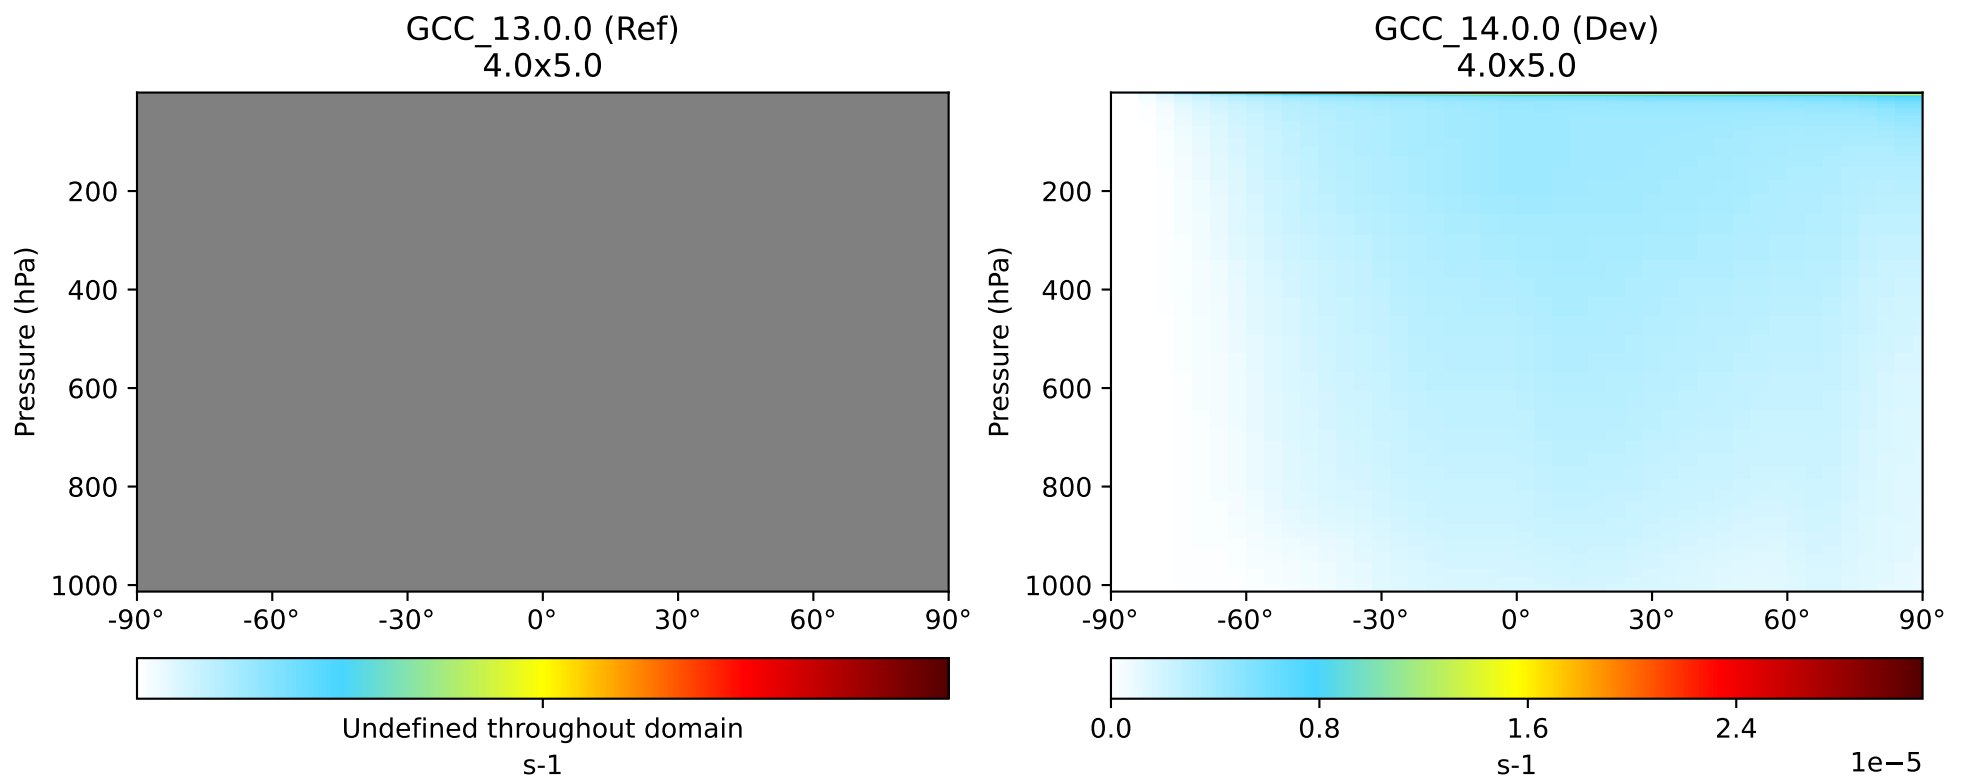 GCC_13.0.0 (Ref)
4.0x5.0
Pressure (hPa)
200
400
600
800
1000
-90° -60° -30° 0° 30° 60° 90°
Undefined throughout domain
s-1
GCC_14.0.0 (Dev)
4.0x5.0
Pressure (hPa)
200
400
600
800
1000
-90° -60° -30° 0° 30° 60° 90°
0.0 0.8 1.6 2.4
s-1
1e−5